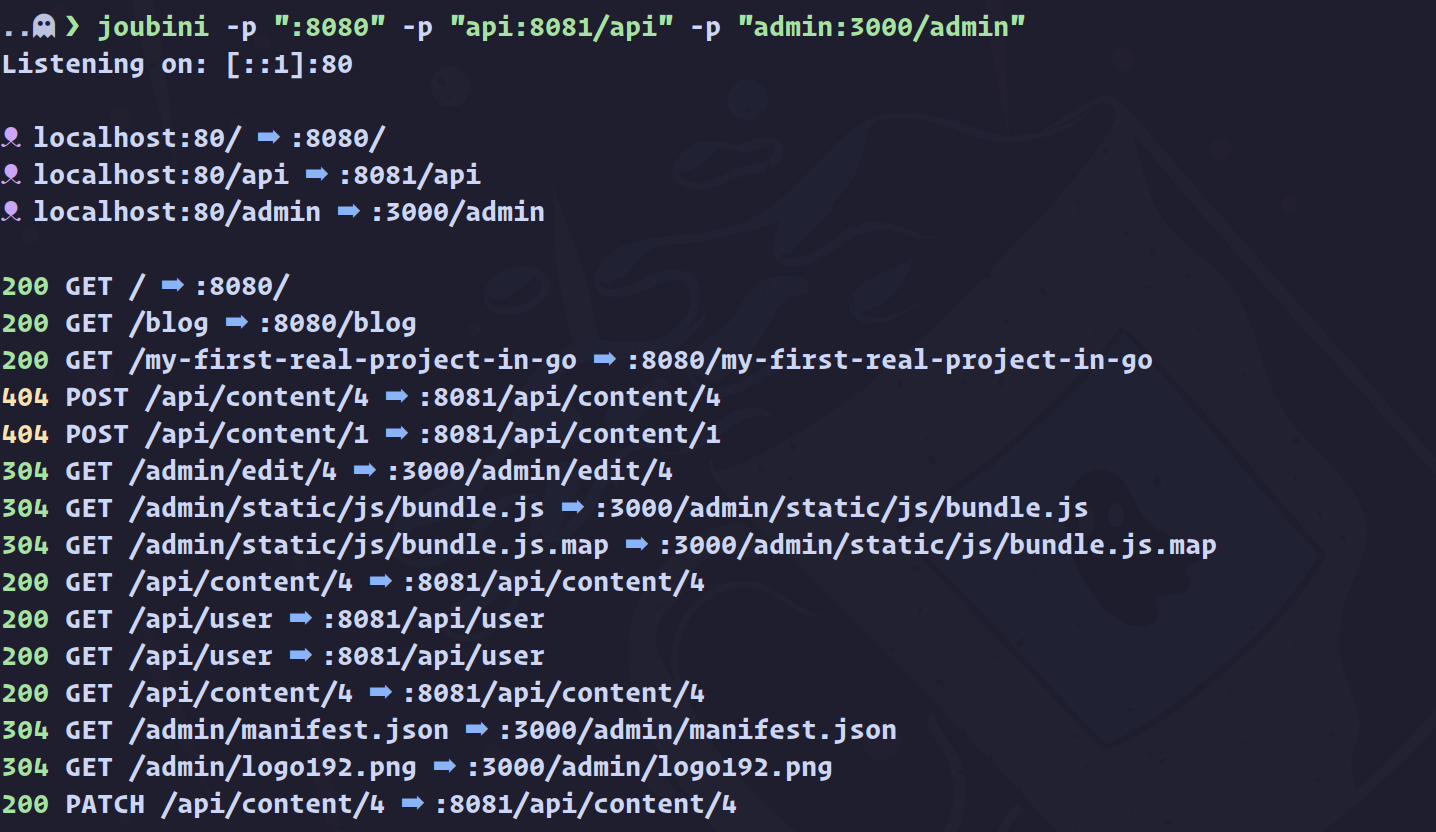 ..❯ joubini -p ":8080" -p "api:8081/api" -p "admin:3000/admin"
Listening on: [::1]:80
localhost:80/ ➡ :8080/
localhost:80/api ➡ :8081/api
localhost:80/admin ➡ :3000/admin
200 GET / ➡ :8080/
200 GET /blog ➡ :8080/blog
200 GET /my-first-real-project-in-go ➡ :8080/my-first-real-project-in-go
404 POST /api/content/4 ➡ :8081/api/content/4
404 POST /api/content/1 ➡ :8081/api/content/1
304 GET /admin/edit/4 ➡ :3000/admin/edit/4
304 GET /admin/static/js/bundle.js ➡ :3000/admin/static/js/bundle.js
304 GET /admin/static/js/bundle.js.map ➡ :3000/admin/static/js/bundle.js.map
200 GET /api/content/4 ➡ :8081/api/content/4
200 GET /api/user ➡ :8081/api/user
200 GET /api/user ➡ :8081/api/user
200 GET /api/content/4 ➡ :8081/api/content/4
304 GET /admin/manifest.json ➡ :3000/admin/manifest.json
304 GET /admin/logo192.png ➡ :3000/admin/logo192.png
200 PATCH /api/content/4 ➡ :8081/api/content/4